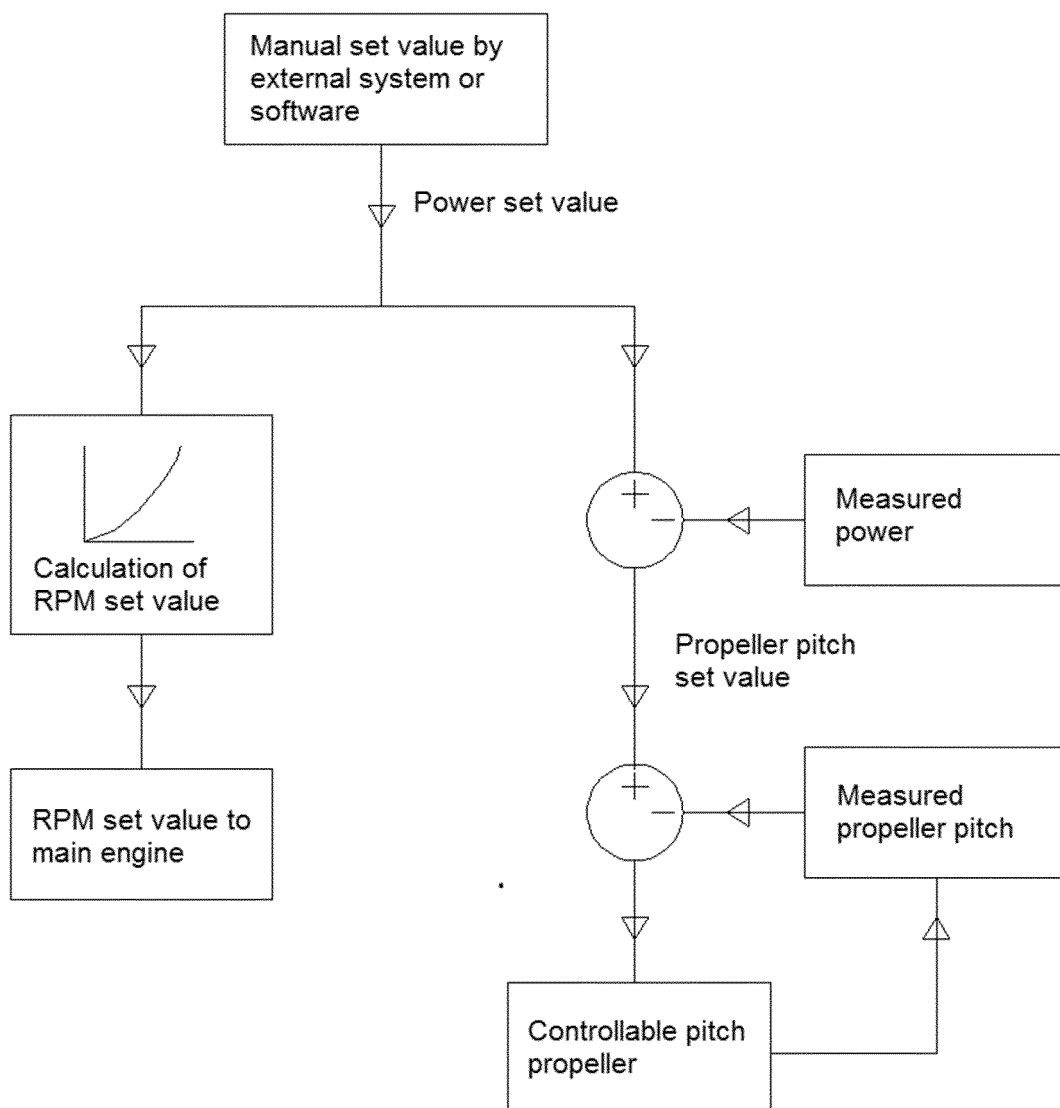 Manual set value by
external system or
software
Power set value
Calculation of
RPM set value
+
−
Measured
power
Propeller pitch
set value
RPM set value to
main engine
+
−
Measured
propeller pitch
Controllable pitch
propeller